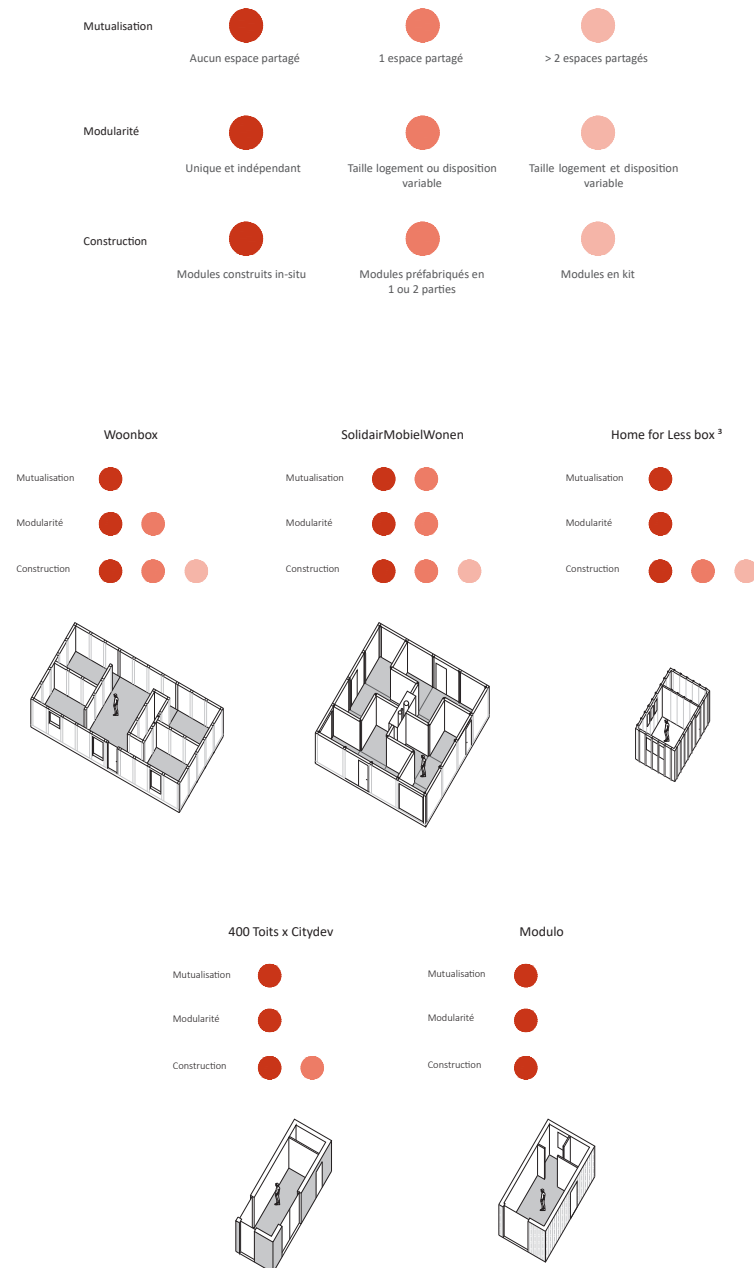 Mutualisation
Aucun espace partagé
1 espace partagé
> 2 espaces partagés
Modularité
Unique et indépendant
Taille logement ou disposition
variable
Taille logement et disposition
variable
Construction
Modules construits in-situ
Modules préfabriqués en
1 ou 2 parties
Modules en kit
Woonbox
Mutualisation
Modularité
Construction
SolidairMobielWonen
Mutualisation
Modularité
Construction
Home for Less box ³
Mutualisation
Modularité
Construction
400 Toits x Citydev
Mutualisation
Modularité
Construction
Modulo
Mutualisation
Modularité
Construction